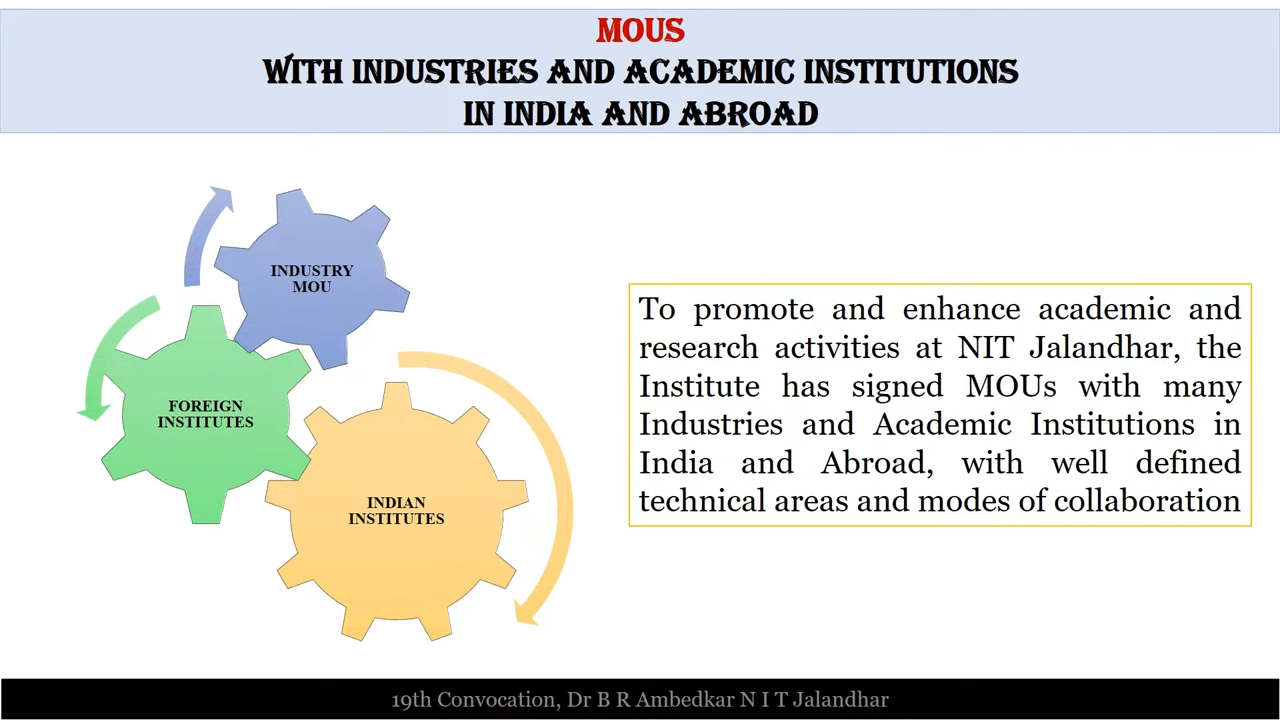 MOUS
WITH INDUSTRIES AND ACADEMIC INSTITUTIONS
IN INDIA AND ABROAD
INDUSTRY
MOU
FOREIGN
INSTITUTES
INDIAN
INSTITUTES
To promote and enhance academic and
research activities at NIT Jalandhar, the
Institute has signed MOUs with many
Industries and Academic Institutions in
India and Abroad, with well defined
technical areas and modes of collaboration
19th Convocation, Dr B R Ambedkar N I T Jalandhar